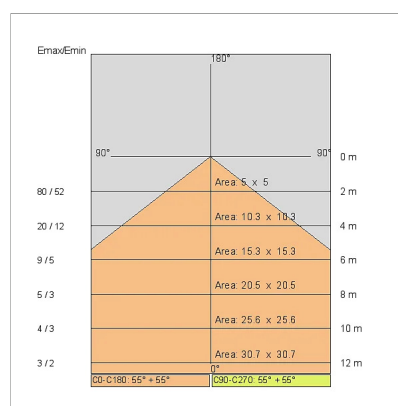 Emax/Emin
180°
90° 90° 0 m
Area: 5 x 5
80 / 52 2 m
Area: 10.3 x 10.3
20 / 12 4 m
Area: 15.3 x 15.3
9 / 5 6 m
Area: 20.5 x 20.5
5 / 3 8 m
Area: 25.6 x 25.6
4 / 3 10 m
Area: 30.7 x 30.7
3 / 2 12 m
0°
C0-C180: 55° + 55° C90-C270: 55° + 55°